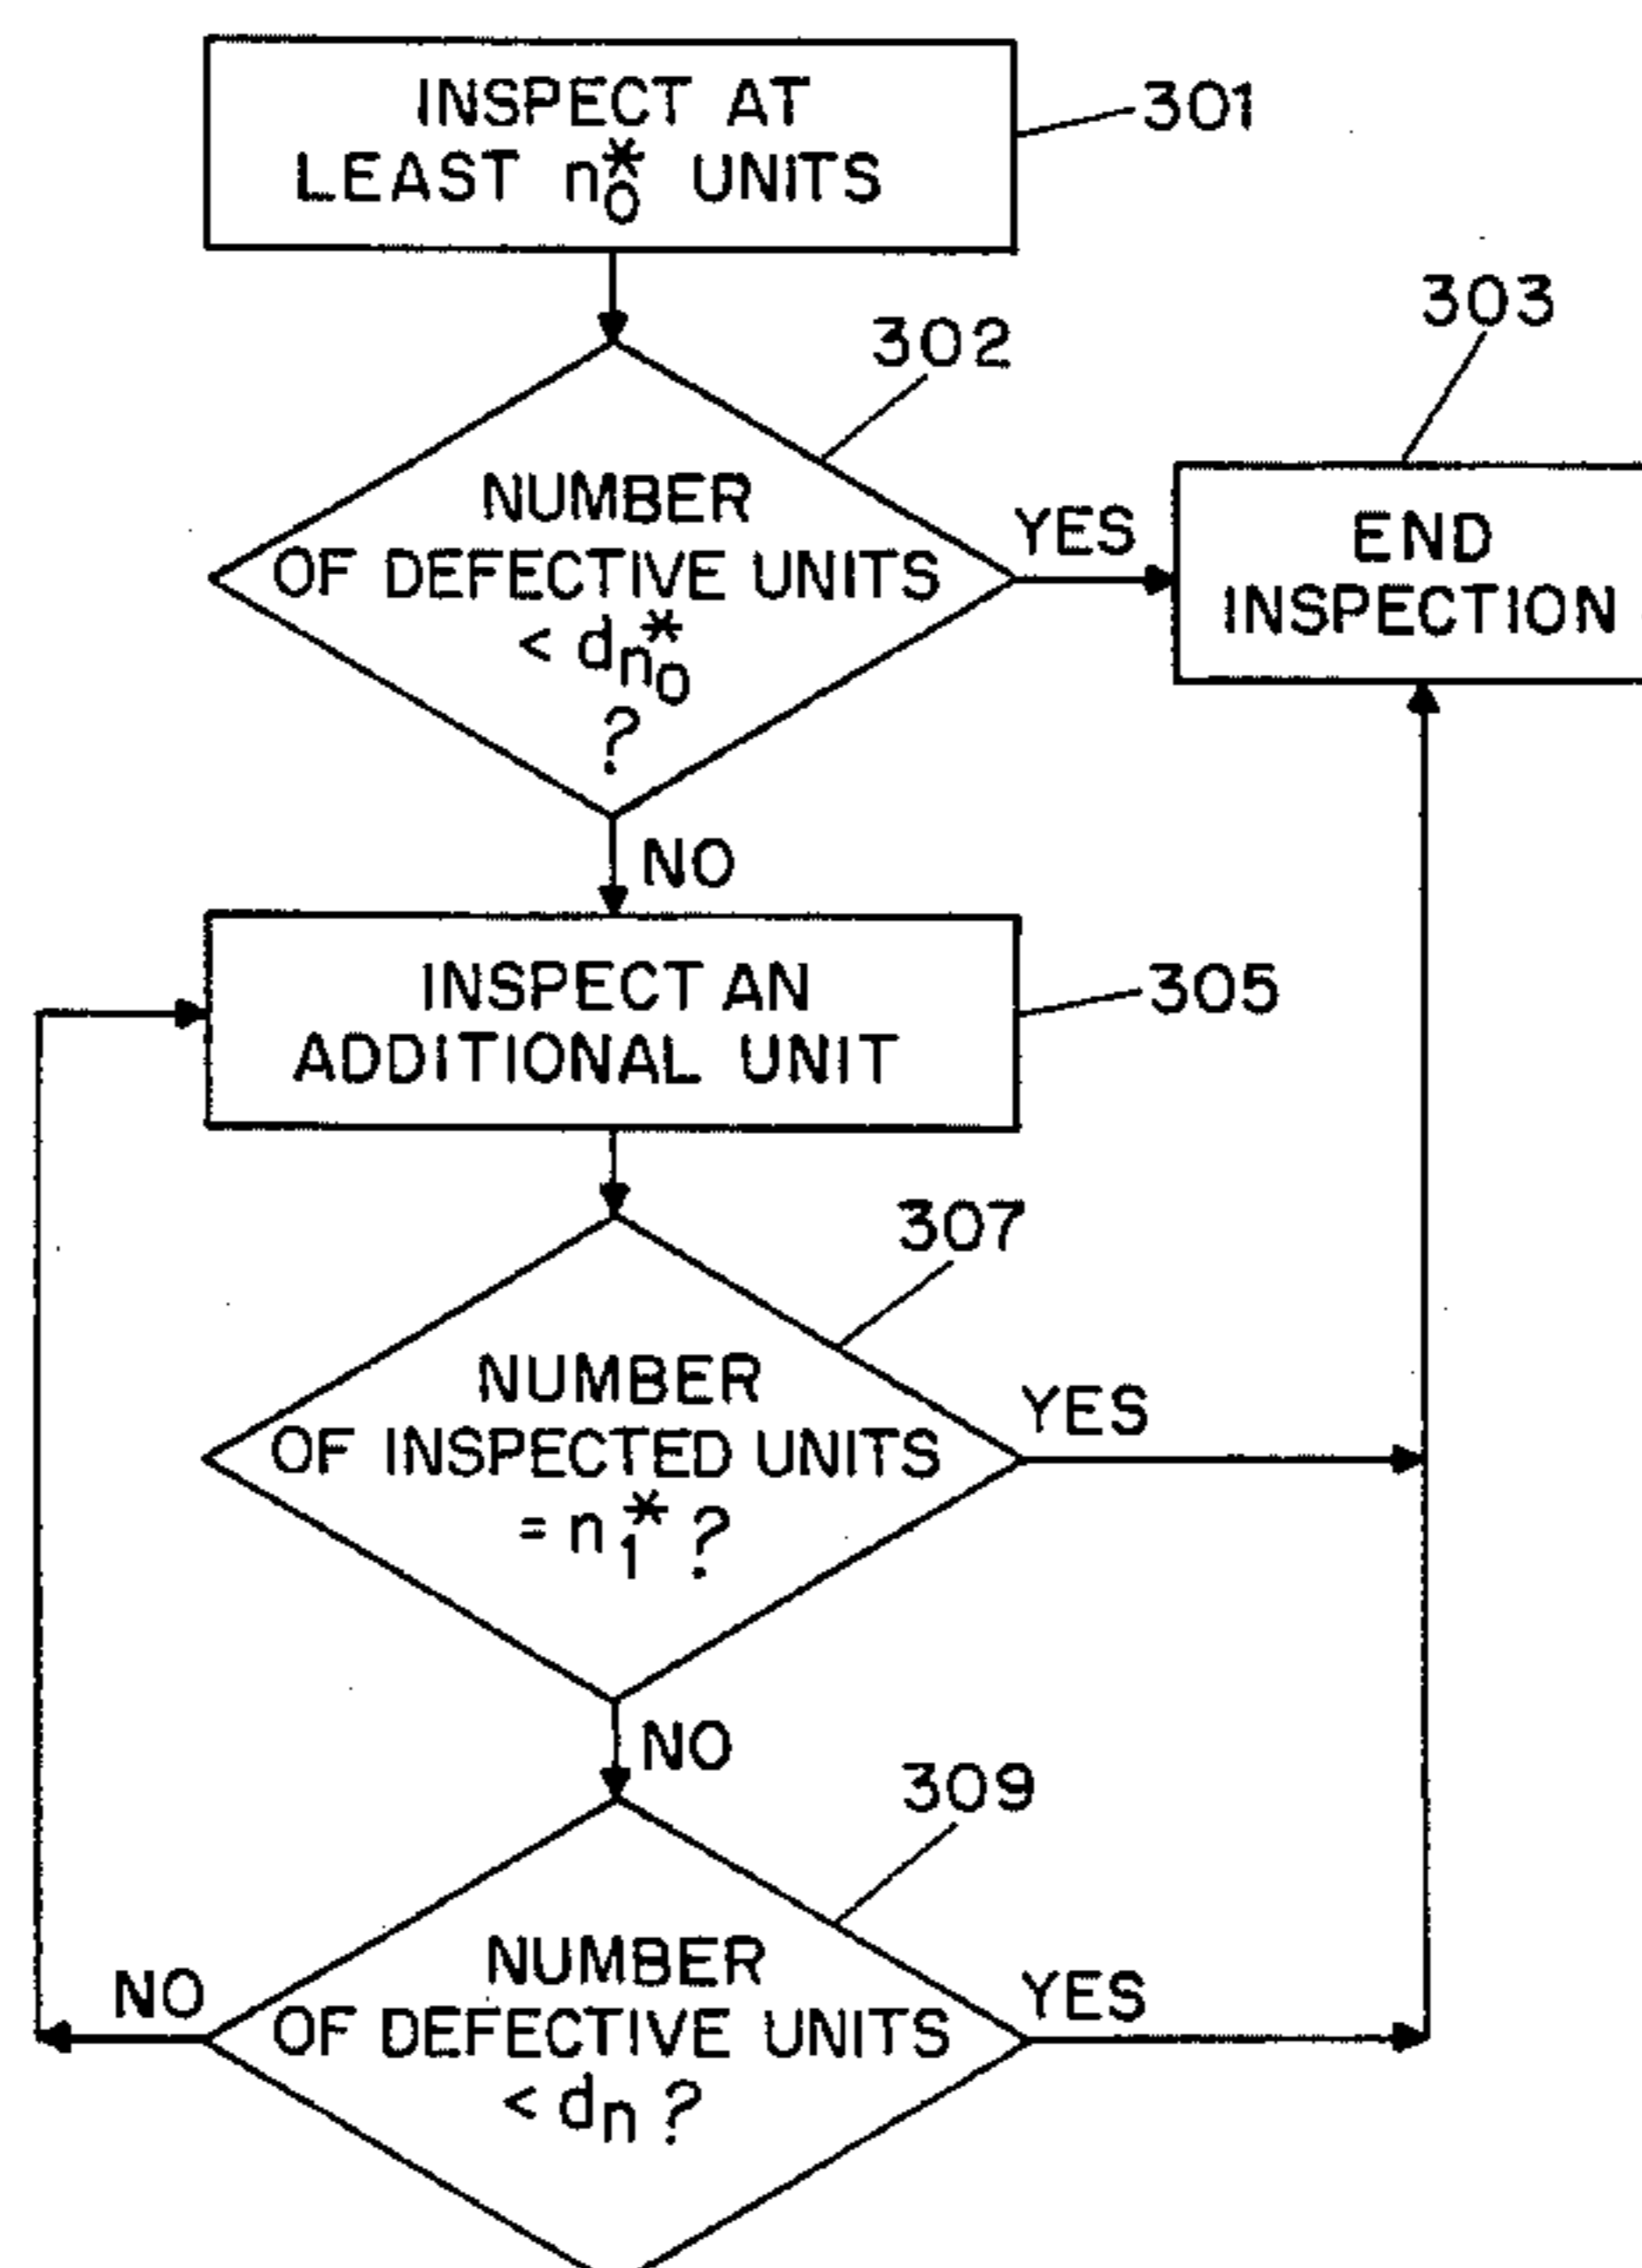 INSPECT AT
LEAST n₀* UNITS
301
302
303
NUMBER
OF DEFECTIVE UNITS
< dn₀*
?
YES
END
INSPECTION
NO
INSPECT AN
ADDITIONAL UNIT
305
307
NUMBER
OF INSPECTED UNITS
= n₁* ?
YES
NO
309
NUMBER
OF DEFECTIVE UNITS
< dn ?
NO
YES